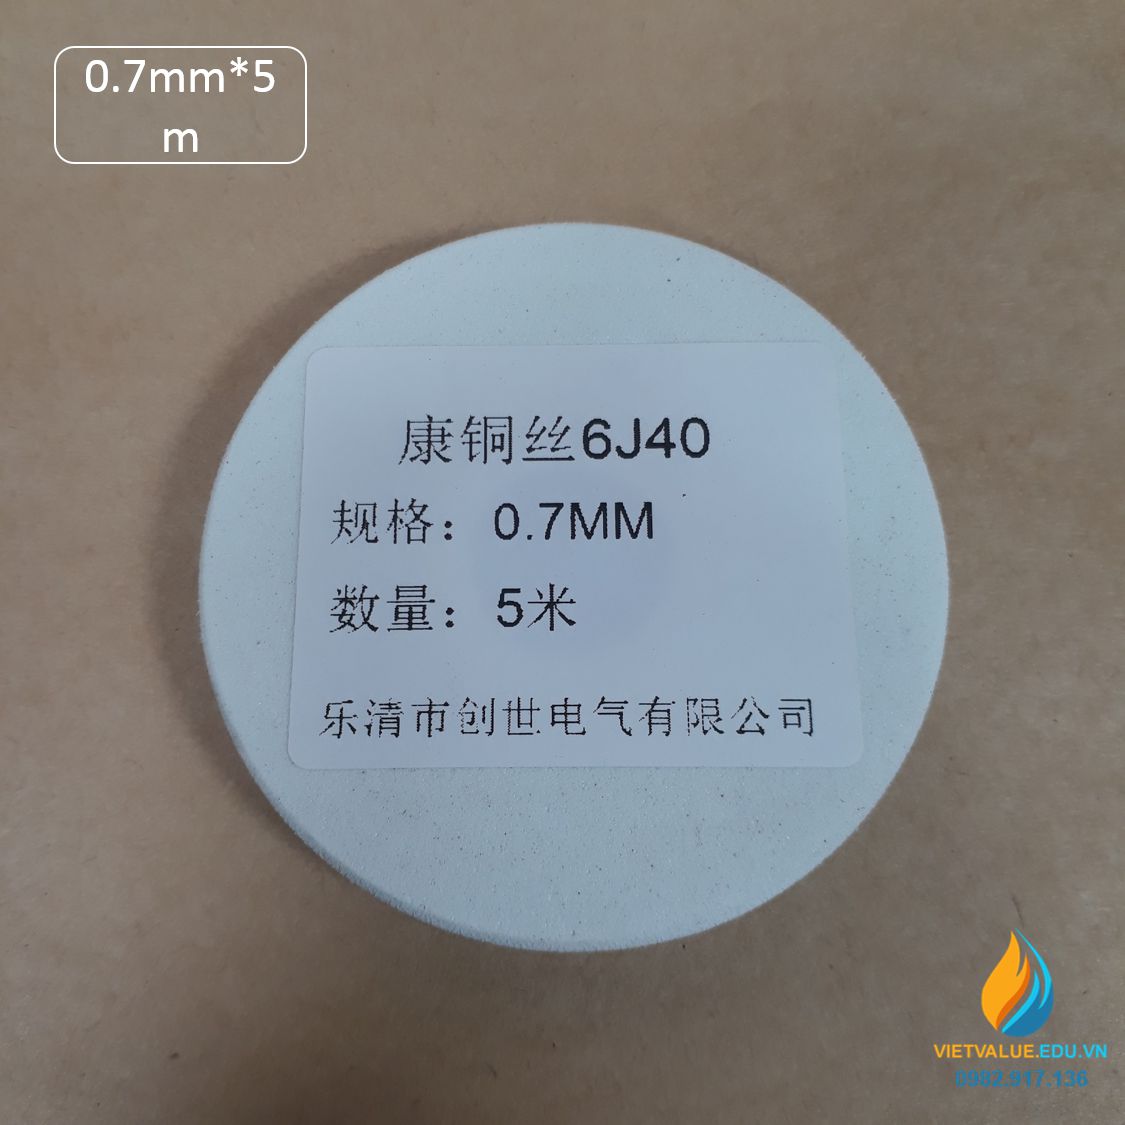 0.7mm*5
m
康铜丝6J40
规格：0.7MM
数量：5米
乐清市创世电气有限公司
VIETVALUE.EDU.VN
0982.917.136